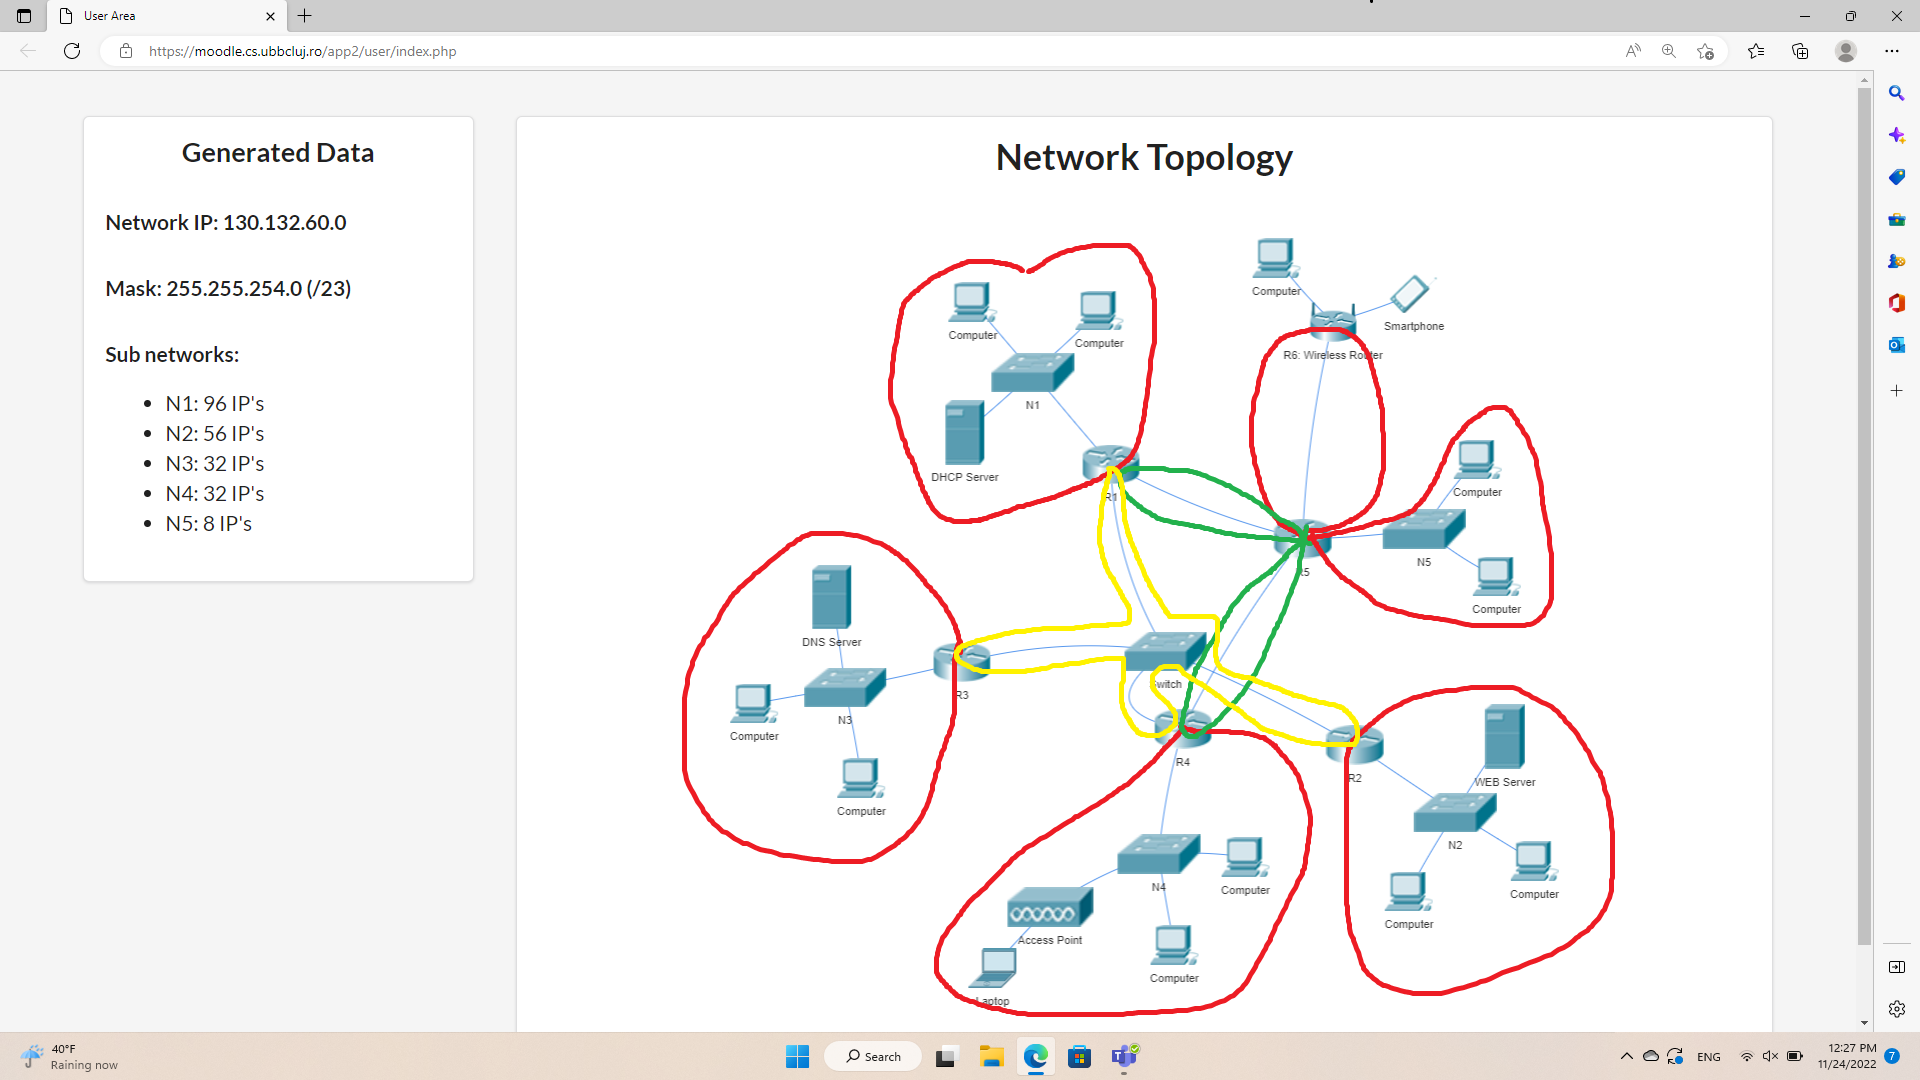 User Area
https://moodle.cs.ubbcluj.ro/app2/user/index.php
Generated Data
Network IP: 130.132.60.0
Mask: 255.255.254.0 (/23)
Sub networks:
• N1: 96 IP's
• N2: 56 IP's
• N3: 32 IP's
• N4: 32 IP's
• N5: 8 IP's
Network Topology
Computer
Smartphone
Computer
Computer
R6: Wireless Router
N1
DHCP Server
R1
Computer
N5
R5
Computer
DNS Server
R3
Switch
N3
Computer
R4
R2
WEB Server
Computer
N2
N4
Computer
Computer
Computer
Access Point
Computer
Laptop
40°F
Raining now
Search
ENG
12:27 PM
11/24/2022
7